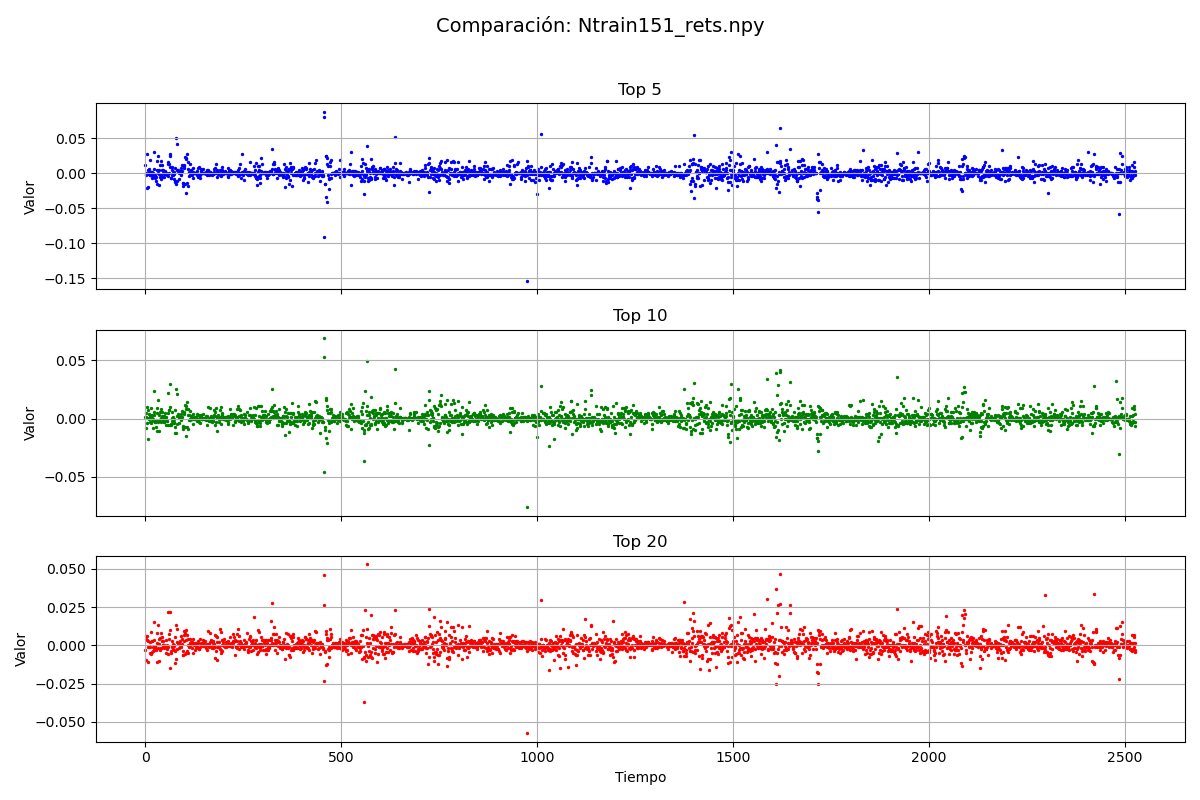 Comparación: Ntrain151_rets.npy
Top 5
Valor
0.05
0.00
−0.05
−0.10
−0.15
Top 10
Valor
0.05
0.00
−0.05
Top 20
Valor
0.050
0.025
0.000
−0.025
−0.050
0 500 1000 1500 2000 2500
Tiempo